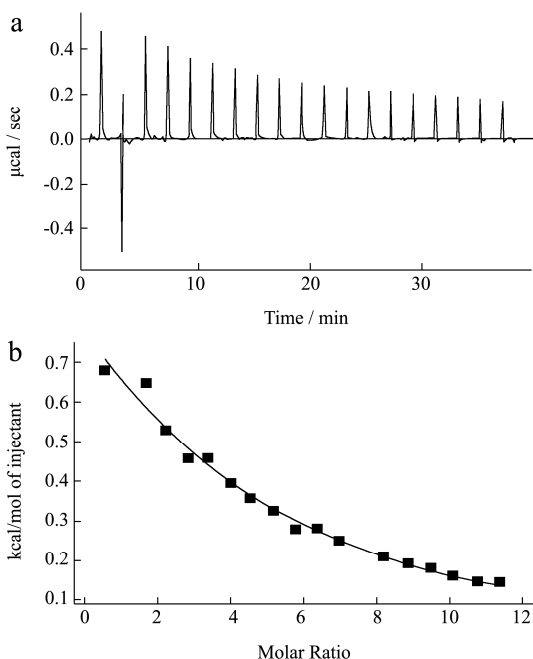 a
0.4
0.2
0.0
-0.2
-0.4
μcal / sec
0 10 20 30
Time / min
b
0.7
0.6
0.5
0.4
0.3
0.2
0.1
kcal/mol of injectant
0 2 4 6 8 10 12
Molar Ratio